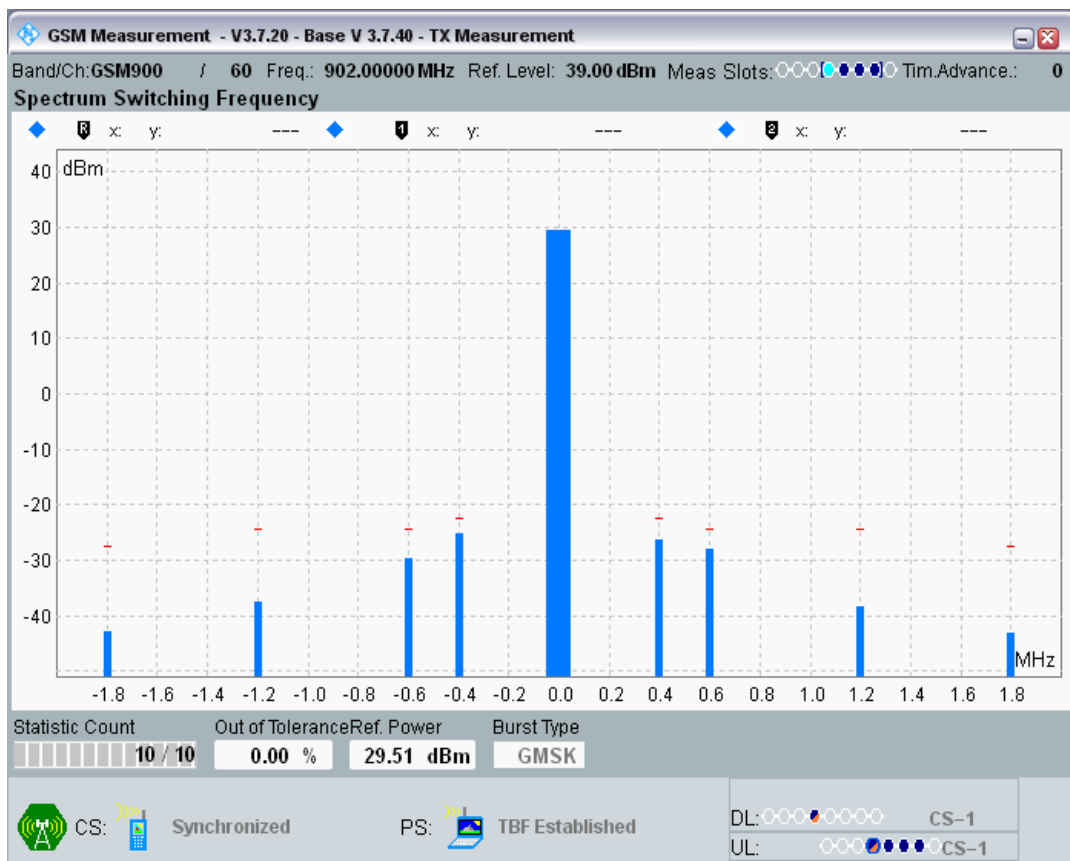 GSM Measurement - V3.7.20 - Base V 3.7.40 - TX Measurement
Band/Ch:GSM900 / 60 Freq.: 902.00000 MHz Ref. Level: 39.00 dBm Meas Slots: Tim.Advance.: 0
Spectrum Switching Frequency
R x: y: --- 1 x: y: --- 2 x: y: ---
dBm
40
30
20
10
0
-10
-20
-30
-40
MHz
-1.8 -1.6 -1.4 -1.2 -1.0 -0.8 -0.6 -0.4 -0.2 0.0 0.2 0.4 0.6 0.8 1.0 1.2 1.4 1.6 1.8
Statistic Count Out of Tolerance Ref. Power Burst Type
10 / 10 0.00 % 29.51 dBm GMSK
CS: Synchronized PS: TBF Established
DL: CS-1
UL: CS-1